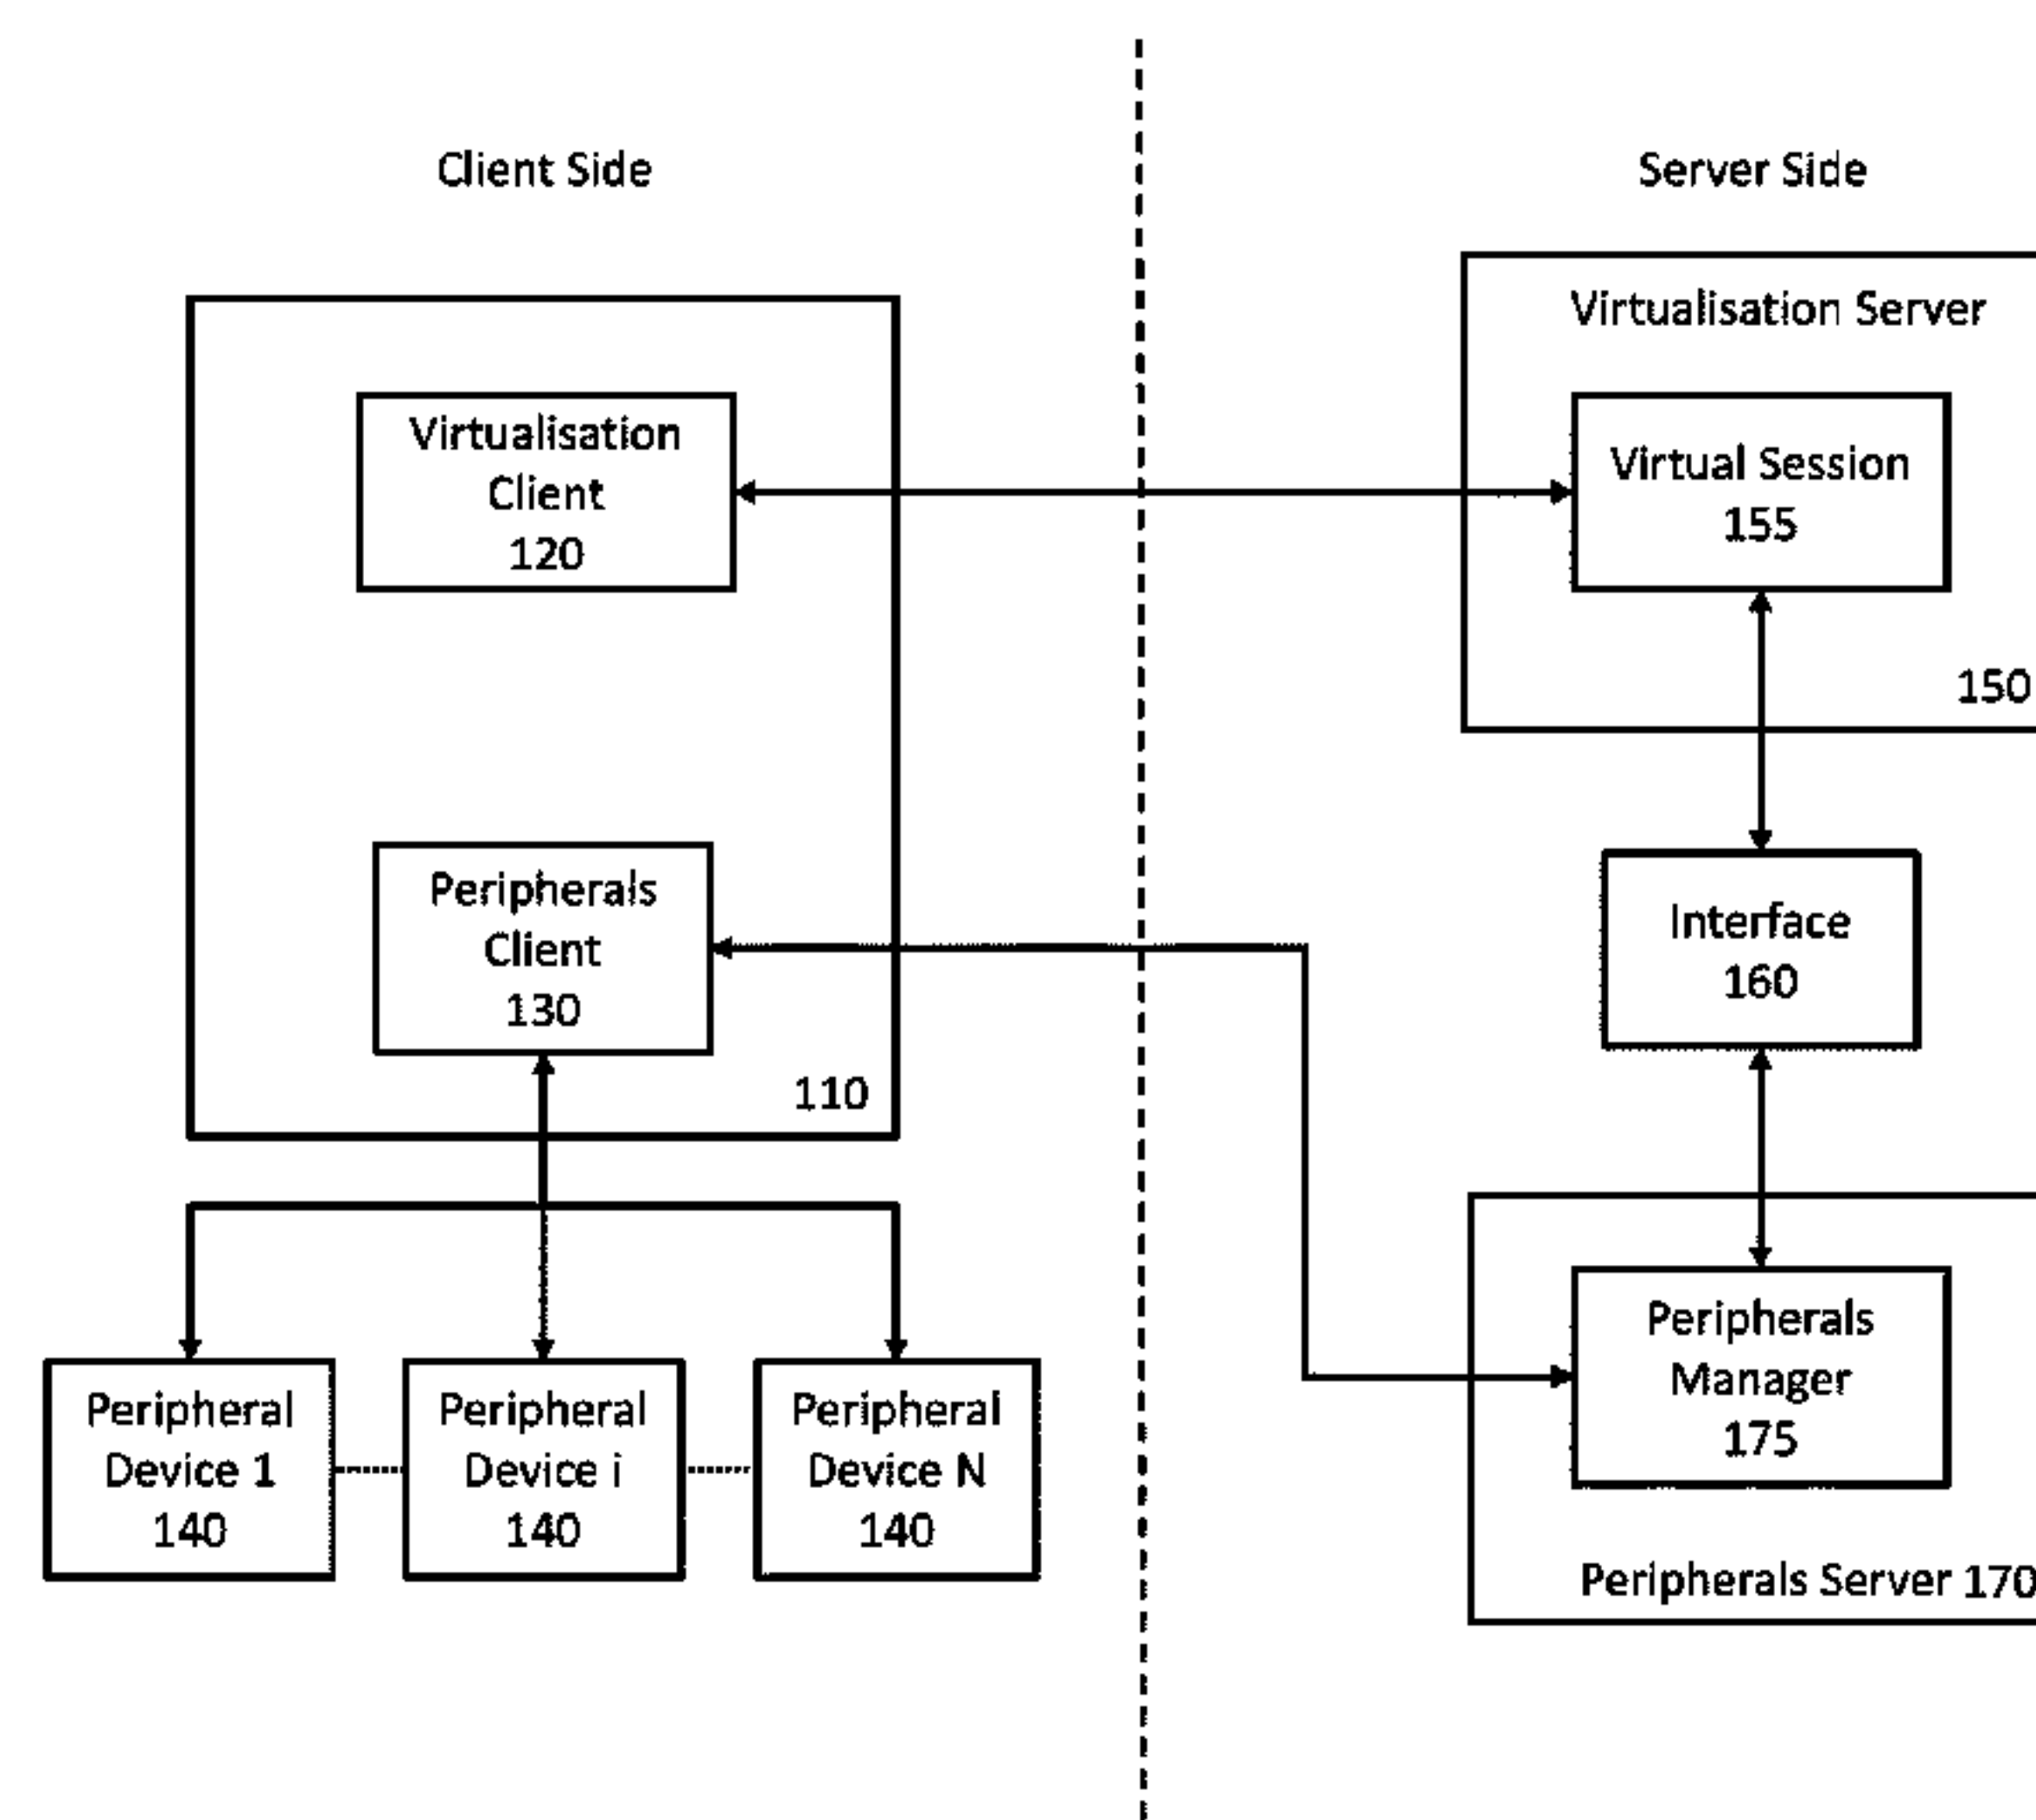 Client Side
Server Side
Virtualisation Server
Virtualisation
Client
120
Virtual Session
155
150
Peripherals
Client
130
110
Interface
160
Peripheral
Device 1
140
Peripheral
Device i
140
Peripheral
Device N
140
Peripherals
Manager
175
Peripherals Server 170